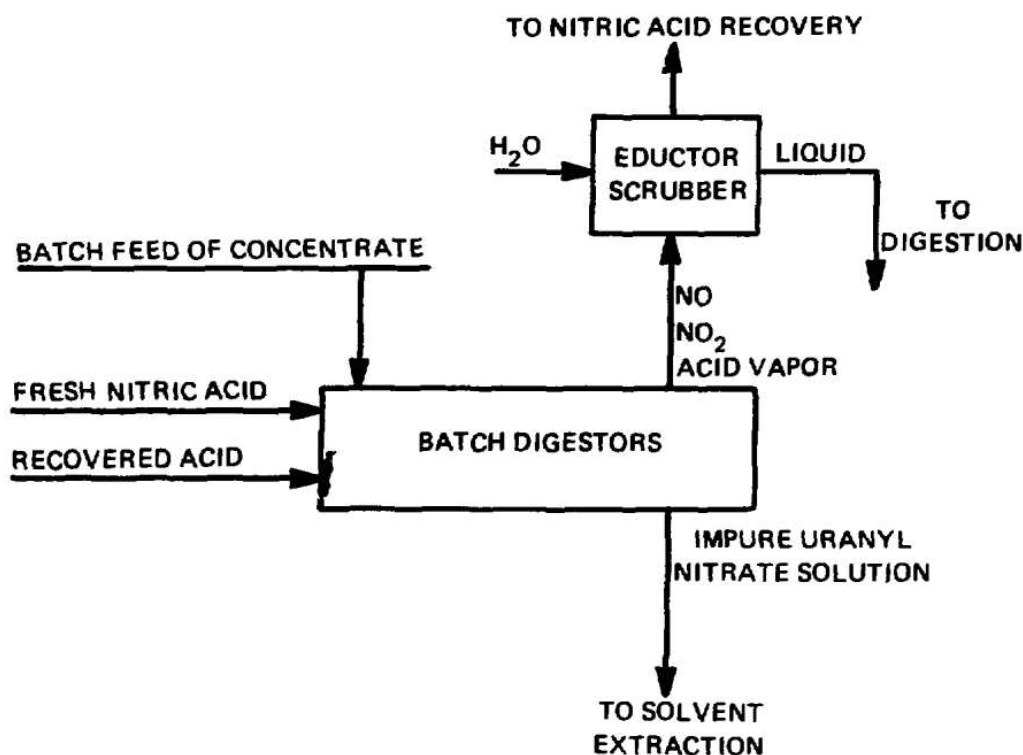 TO NITRIC ACID RECOVERY
H₂O
EDUCTOR
SCRUBBER
LIQUID
TO
DIGESTION
BATCH FEED OF CONCENTRATE
NO
NO₂
ACID VAPOR
FRESH NITRIC ACID
RECOVERED ACID
BATCH DIGESTORS
IMPURE URANYL
NITRATE SOLUTION
TO SOLVENT
EXTRACTION